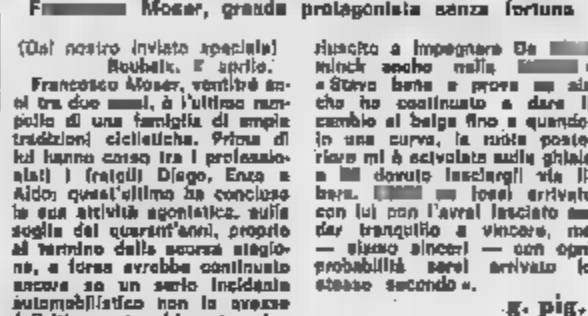 Moser, grande protagonista senza fortuna
(Dal nostro inviato speciale)
Roubaix, aprile.
Francesco Moser, ventitré an-
ni tra due è l'ultimo ram-
pollo di una famiglia di ampie
tradizioni ciclistiche. Prima di
lui hanno corso tra i professio-
nisti i fratelli Diego, Enzo e
Aldo; quest'ultimo ha concluso
la sua attività agonistica, sulla
soglia dei quarant'anni, proprio
al termine della scorsa stagio-
ne, e forse avrebbe continuato
ancora se un serio incidente
automobilistico non lo avesse
riuscito a impegnare De
minck anche nella
« Stavo bene e prova
che ho continuato a dare il
cambio al belga fino a quando,
in una curva, la ruota poste-
riore mi è scivolata sulla ghiaia
e dovuto lasciargli via li-
bera. fossi arrivato
con lui non l'avrei lasciato
dar tranquillo a vincere, ma
— siamo sinceri — con ogni
probabilità sarei arrivato lo
stesso secondo ».
g. pig.